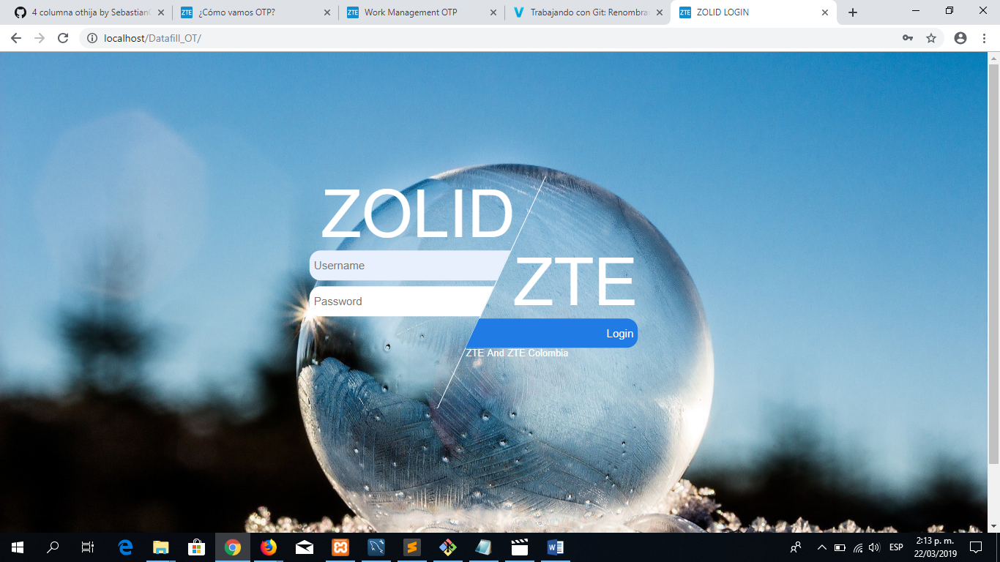 4 columna othija by Sebastian
¿Cómo vamos OTP?
Work Management OTP
Trabajando con Git: Renombra
ZOLID LOGIN
localhost/Datafill_OT/
ZOLID
Username
ZTE
Password
Login
ZTE And ZTE Colombia
ESP
2:13 p. m.
22/03/2019